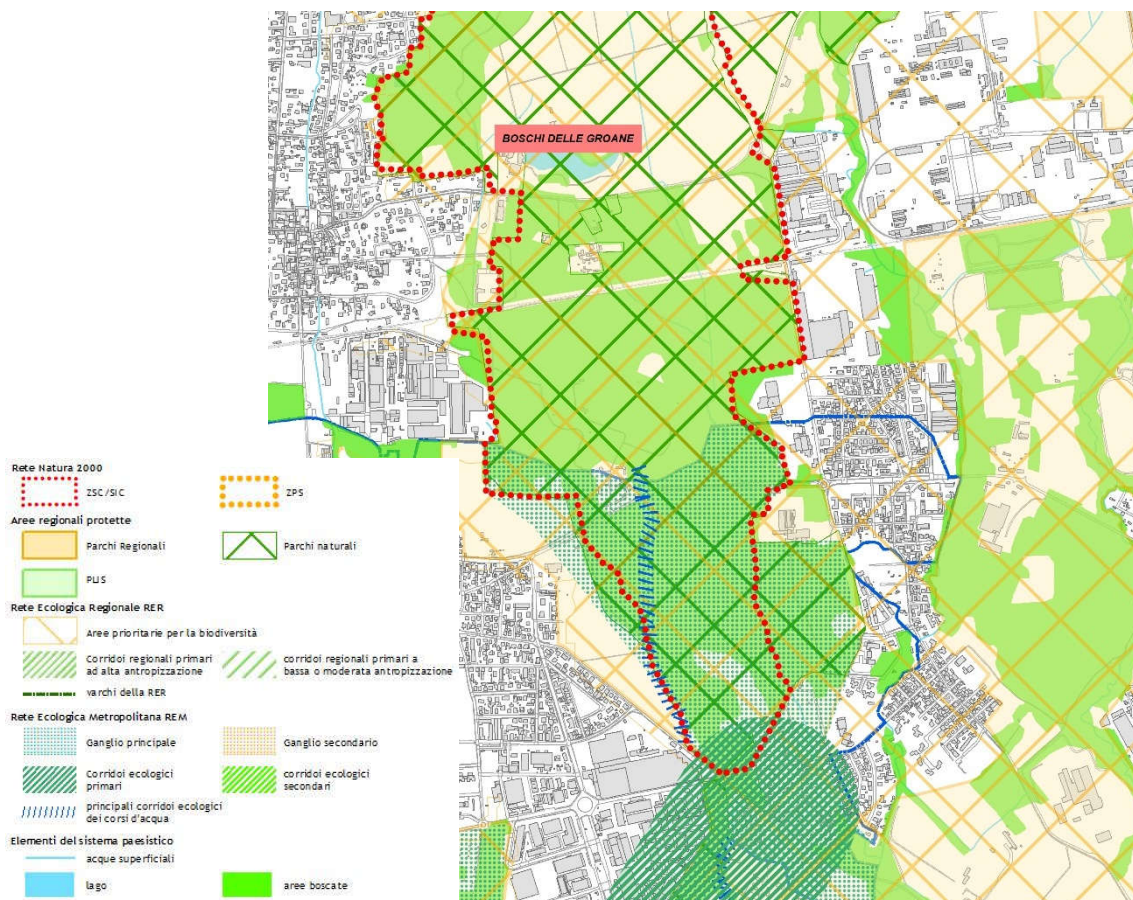 BOSCHI DELLE GROANE
Rete Natura 2000
ZSC/SIC
ZPS
Aree regionali protette
Parchi Regionali
Parchi naturali
PLIS
Rete Ecologica Regionale RER
Aree prioritarie per la biodiversità
Corridoi regionali primari
ad alta antropizzazione
corridoi regionali primari a
bassa o moderata antropizzazione
varchi della RER
Rete Ecologica Metropolitana REM
Ganglio principale
Ganglio secondario
Corridoi ecologici
primari
corridoi ecologici
secondari
principali corridoi ecologici
dei corsi d'acqua
Elementi del sistema paesistico
acque superficiali
lago
aree boscate